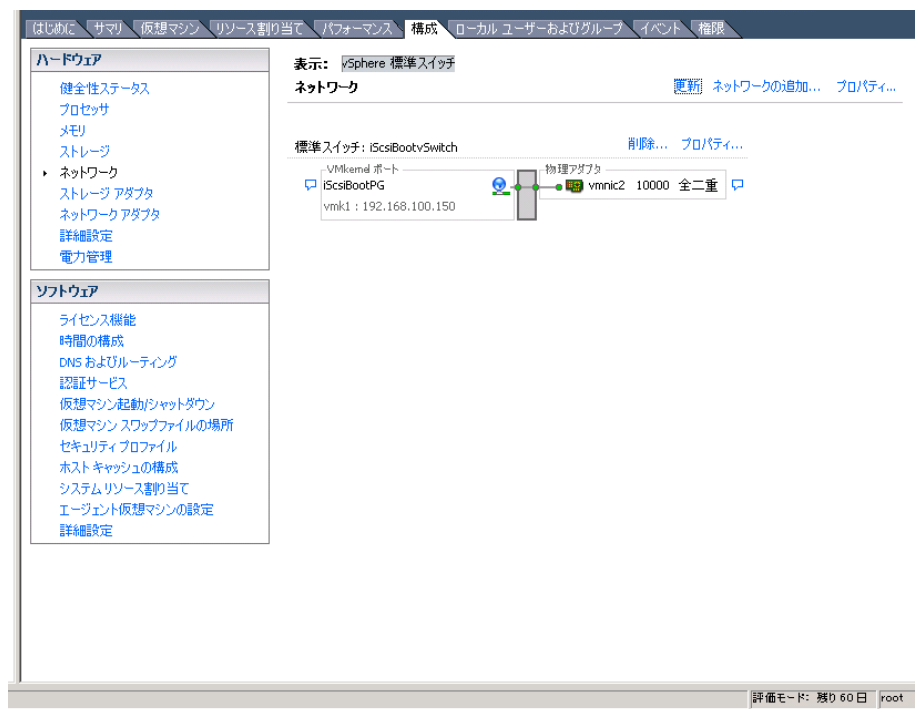 はじめに サマリ 仮想マシン リソース割り当て パフォーマンス 構成 ローカル ユーザーおよびグループ イベント 権限
ハードウェア
健全性ステータス
プロセッサ
メモリ
ストレージ
ネットワーク
ストレージ アダプタ
ネットワーク アダプタ
詳細設定
電力管理
ソフトウェア
ライセンス機能
時間の構成
DNS およびルーティング
認証サービス
仮想マシン起動/シャットダウン
仮想マシン スワップファイルの場所
セキュリティ プロファイル
ホスト キャッシュの構成
システム リソース割り当て
エージェント仮想マシンの設定
詳細設定
表示: vSphere 標準スイッチ
ネットワーク 更新 ネットワークの追加... プロパティ...
標準スイッチ: iScsiBootvSwitch 削除... プロパティ...
VMkernel ポート 物理アダプタ
iScsiBootPG vmnic2 10000 全二重
vmk1 : 192.168.100.150
評価モード: 残り 60 日 root